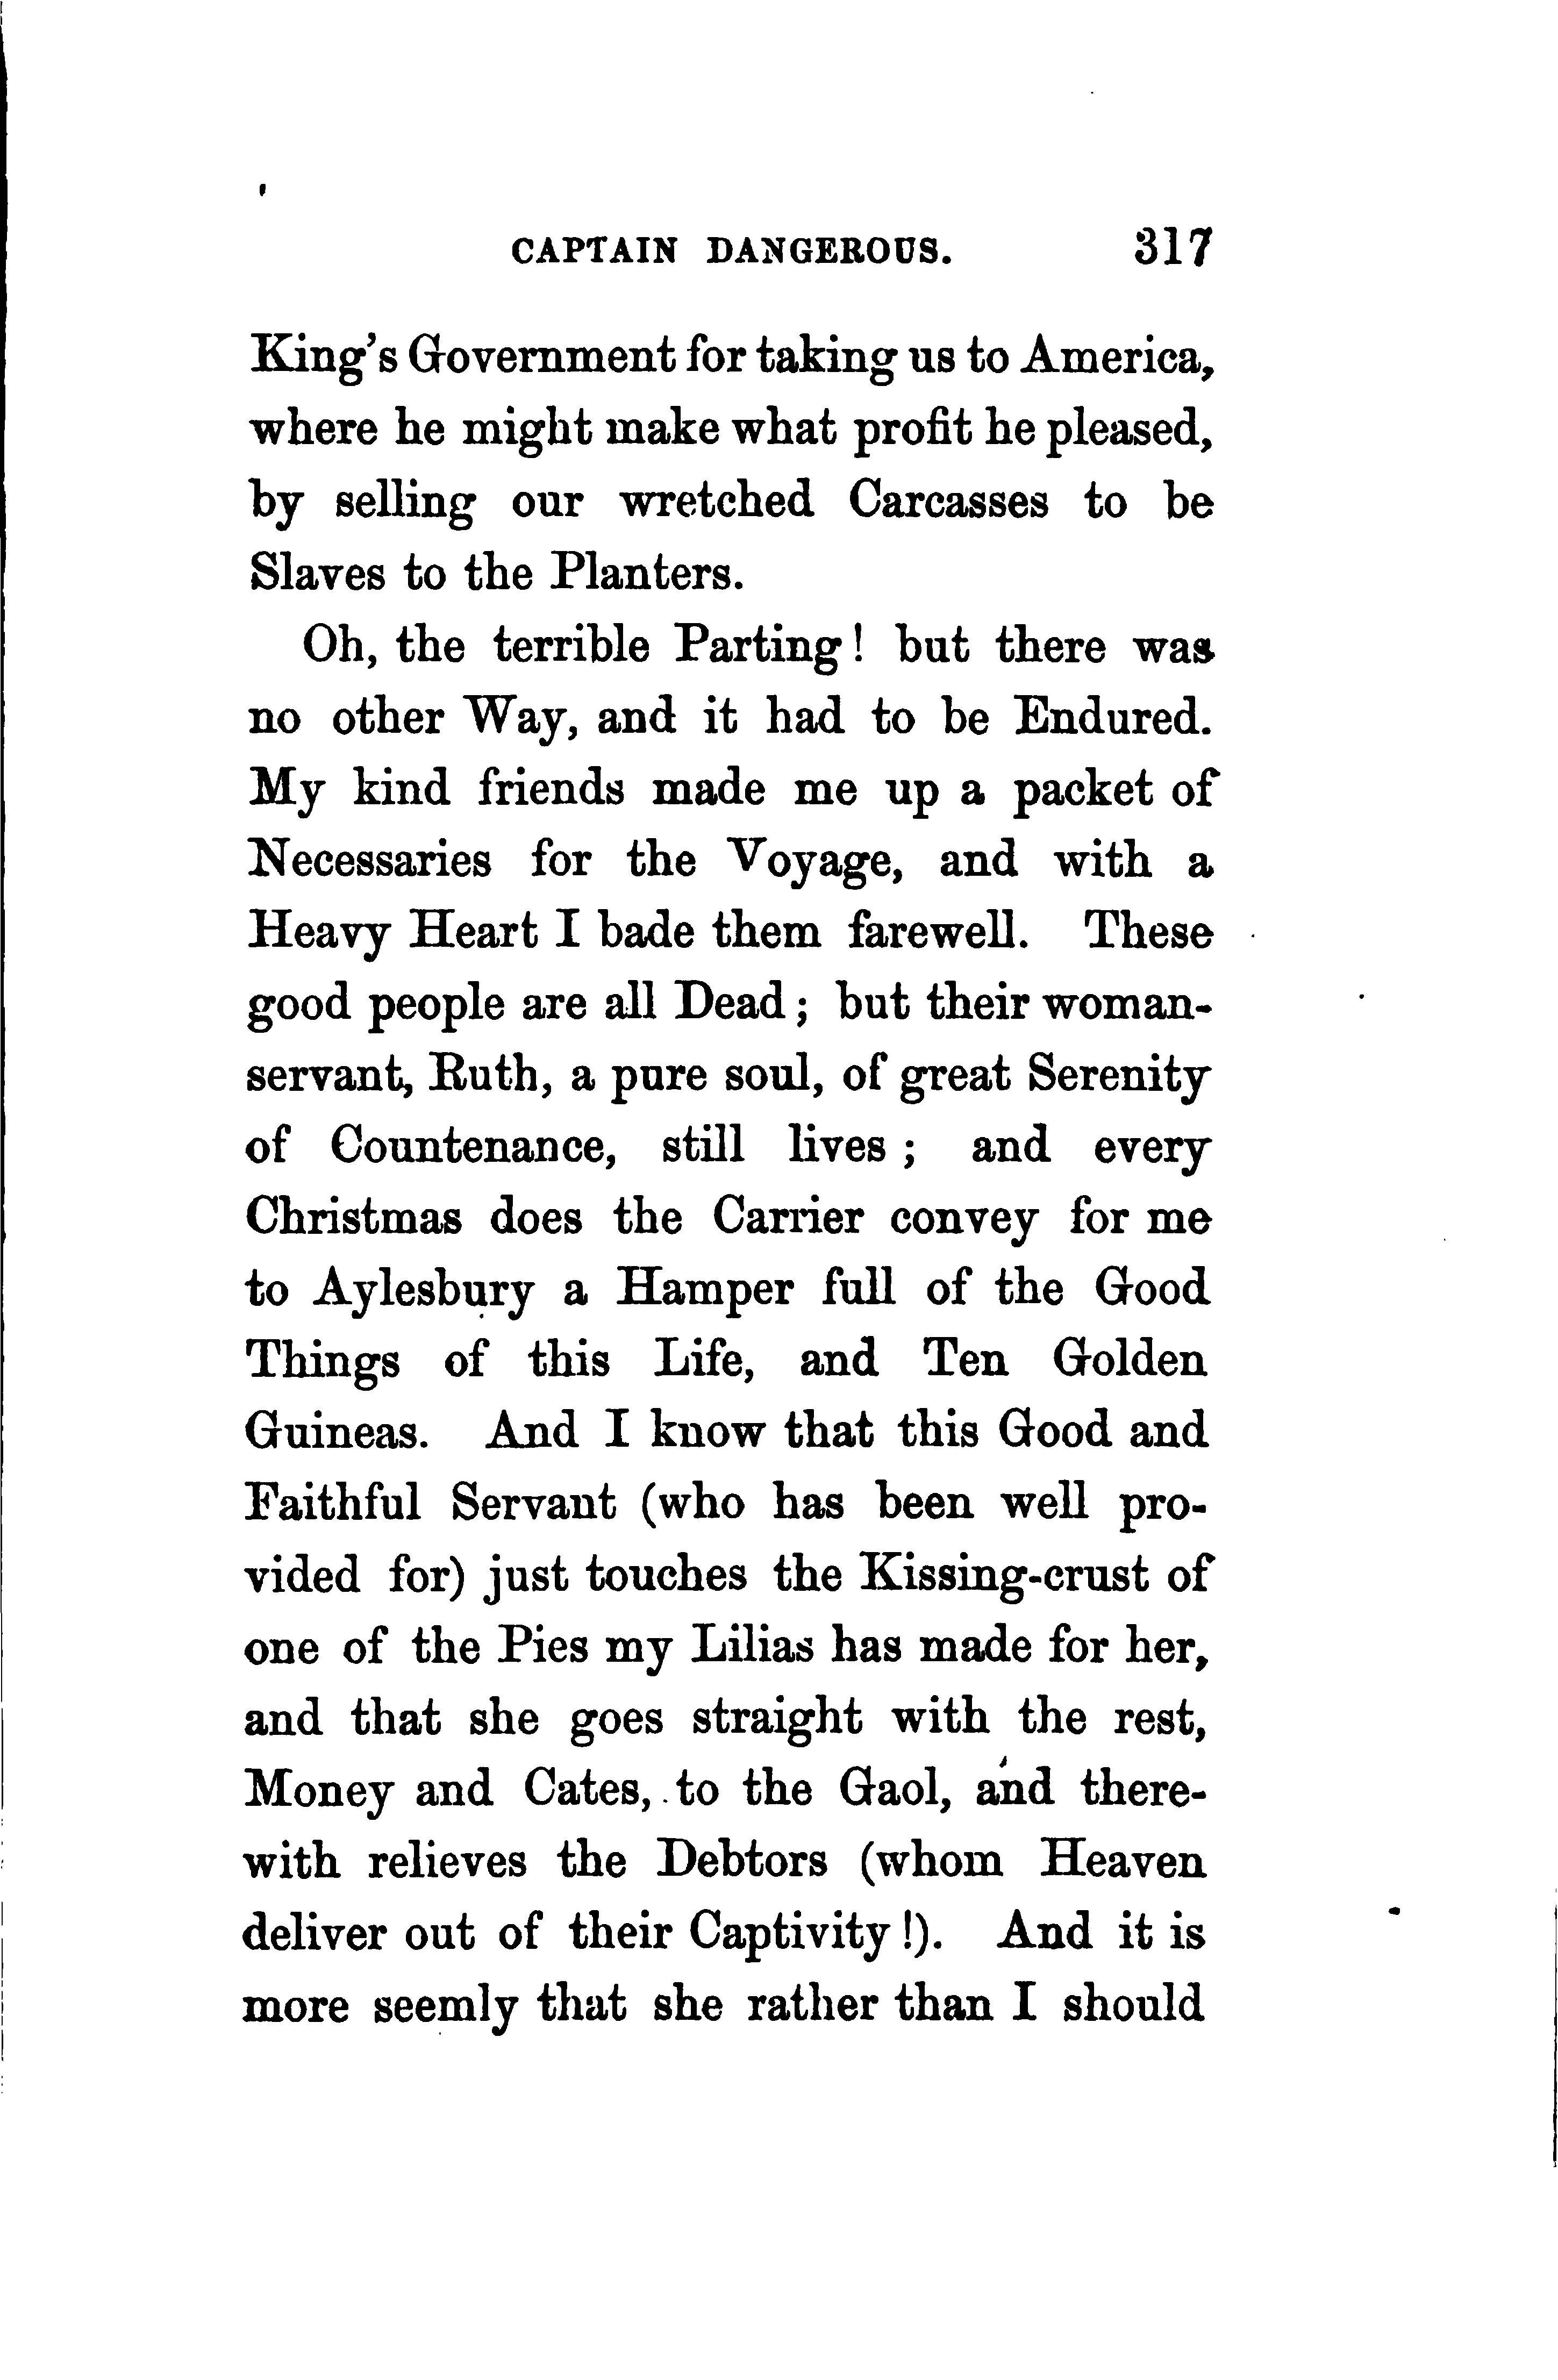 CAPTAIN DANGEROUS. 317
King's Government for taking us to America,
where he might make what profit he pleased,
by selling our wretched Carcasses to be
Slaves to the Planters.
Oh, the terrible Parting! but there was
no other Way, and it had to be Endured.
My kind friends made me up a packet of
Necessaries for the Voyage, and with a
Heavy Heart I bade them farewell. These
good people are all Dead; but their woman-
servant, Ruth, a pure soul, of great Serenity
of Countenance, still lives; and every
Christmas does the Carrier convey for me
to Aylesbury a Hamper full of the Good
Things of this Life, and Ten Golden
Guineas. And I know that this Good and
Faithful Servant (who has been well pro-
vided for) just touches the Kissing-crust of
one of the Pies my Lilias has made for her,
and that she goes straight with the rest,
Money and Cates, to the Gaol, and there-
with relieves the Debtors (whom Heaven
deliver out of their Captivity!). And it is
more seemly that she rather than I should